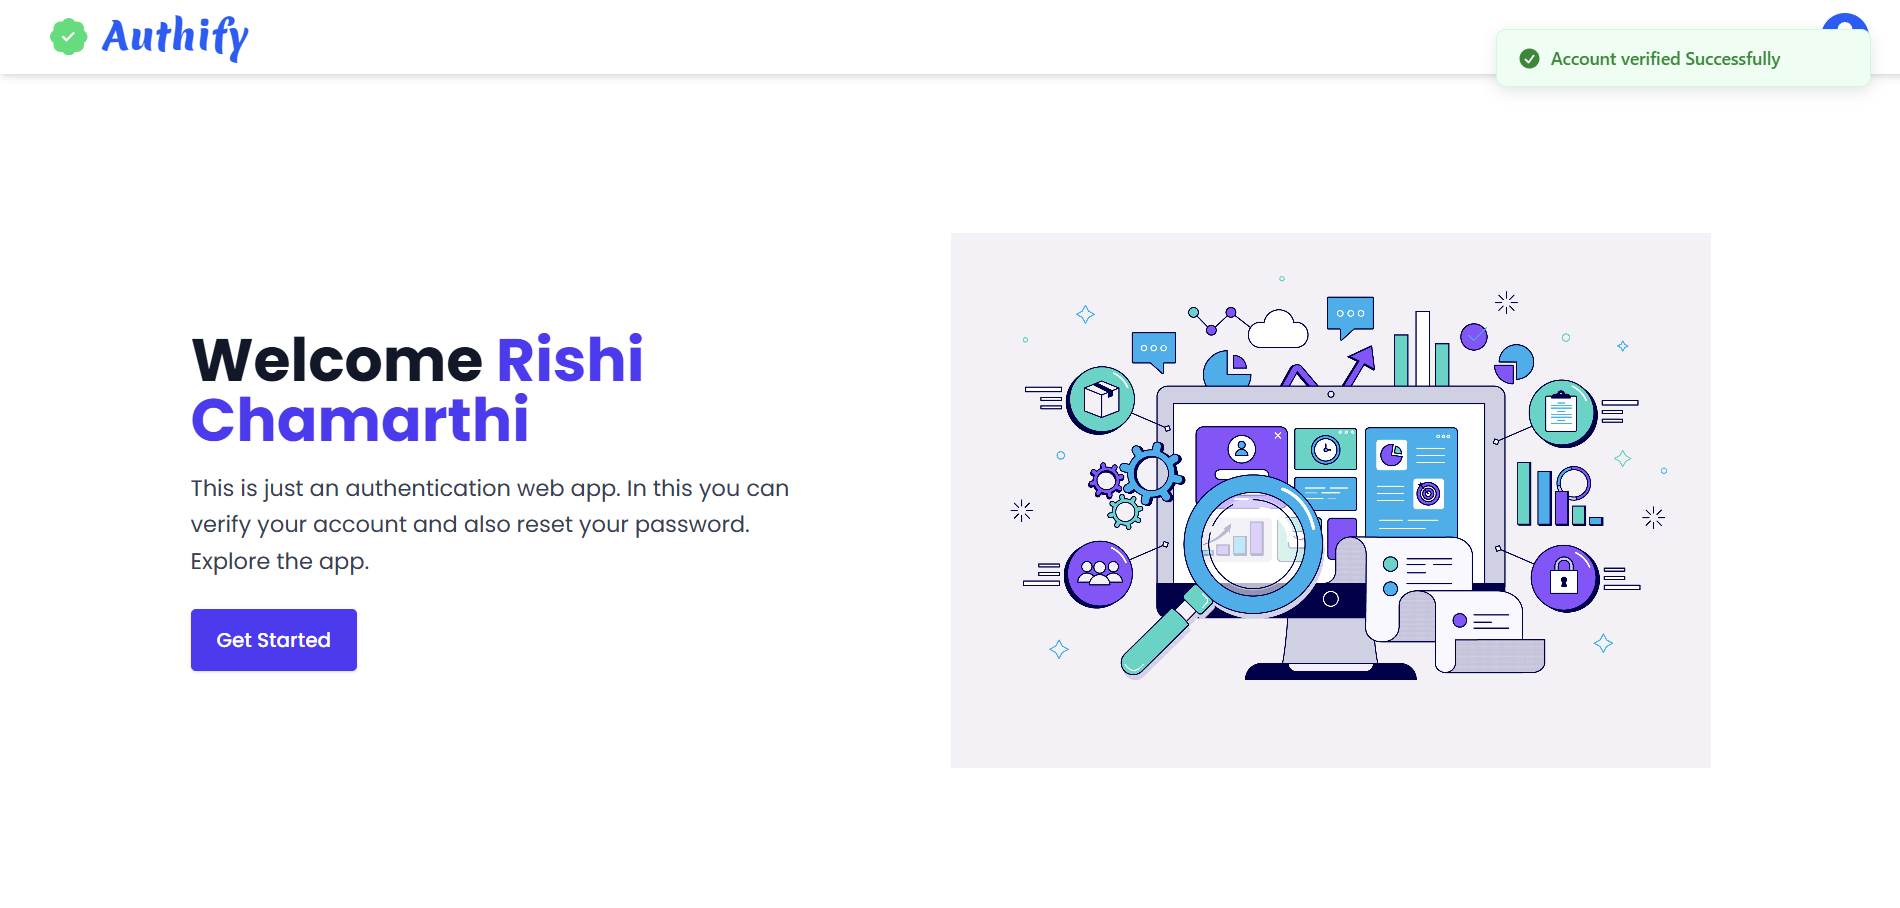 Authify
Account verified Successfully
Welcome Rishi
Chamarthi
This is just an authentication web app. In this you can
verify your account and also reset your password.
Explore the app.
Get Started